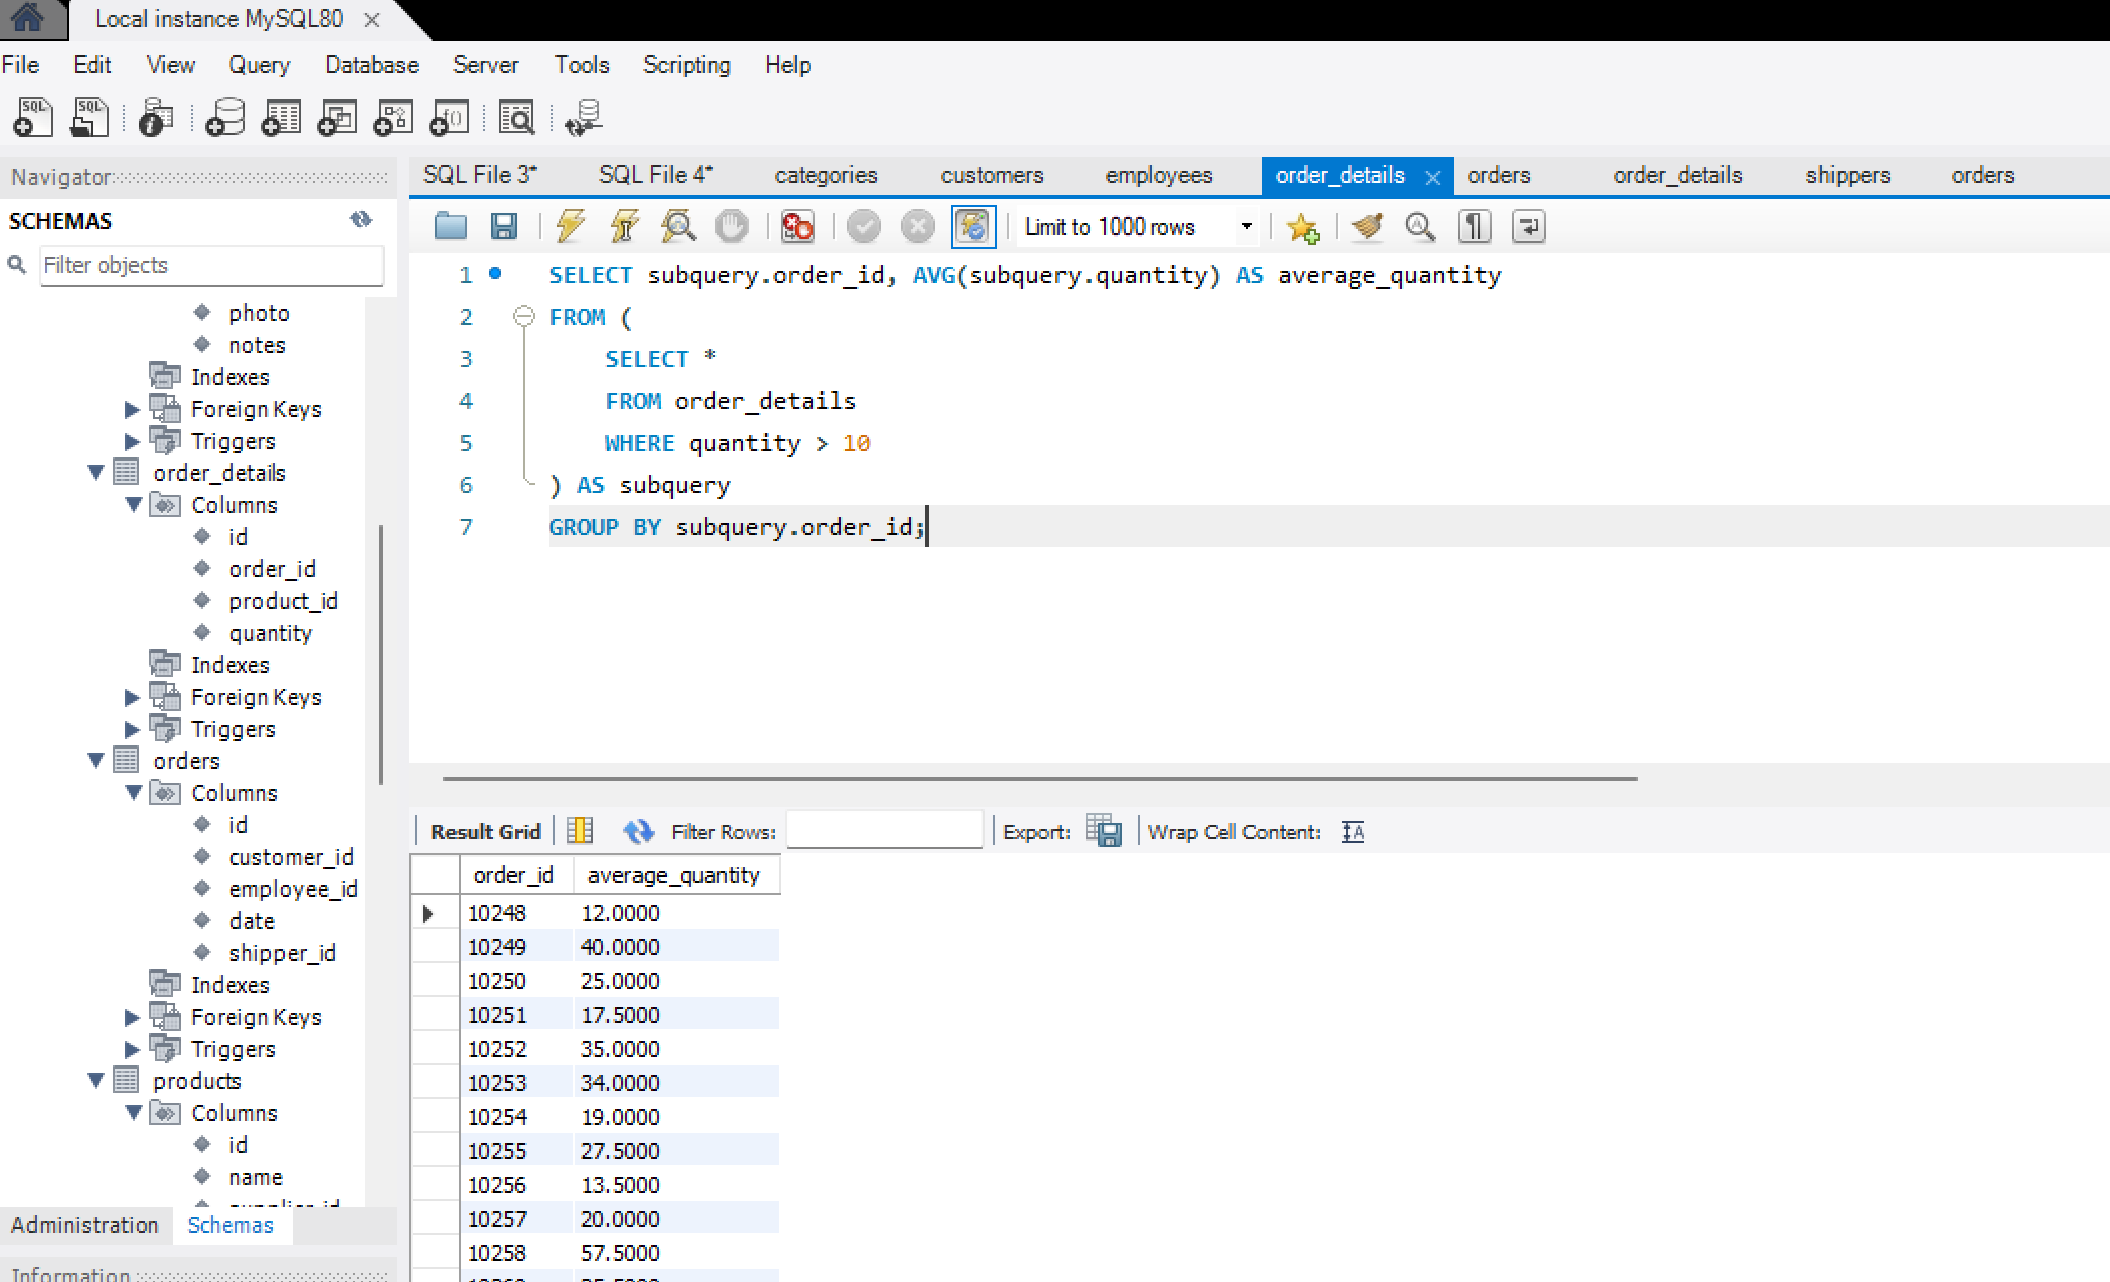 Local instance MySQL80
File Edit View Query Database Server Tools Scripting Help
Navigator
SCHEMAS
Filter objects
photo
notes
Indexes
Foreign Keys
Triggers
order_details
Columns
id
order_id
product_id
quantity
Indexes
Foreign Keys
Triggers
orders
Columns
id
customer_id
employee_id
date
shipper_id
Indexes
Foreign Keys
Triggers
products
Columns
id
name
Administration Schemas
Information
SQL File 3* SQL File 4* categories customers employees order_details orders order_details shippers orders
Limit to 1000 rows
1 SELECT subquery.order_id, AVG(subquery.quantity) AS average_quantity
2 FROM (
3 SELECT *
4 FROM order_details
5 WHERE quantity > 10
6 ) AS subquery
7 GROUP BY subquery.order_id;
Result Grid Filter Rows: Export: Wrap Cell Content:
order_id average_quantity
10248 12.0000
10249 40.0000
10250 25.0000
10251 17.5000
10252 35.0000
10253 34.0000
10254 19.0000
10255 27.5000
10256 13.5000
10257 20.0000
10258 57.5000